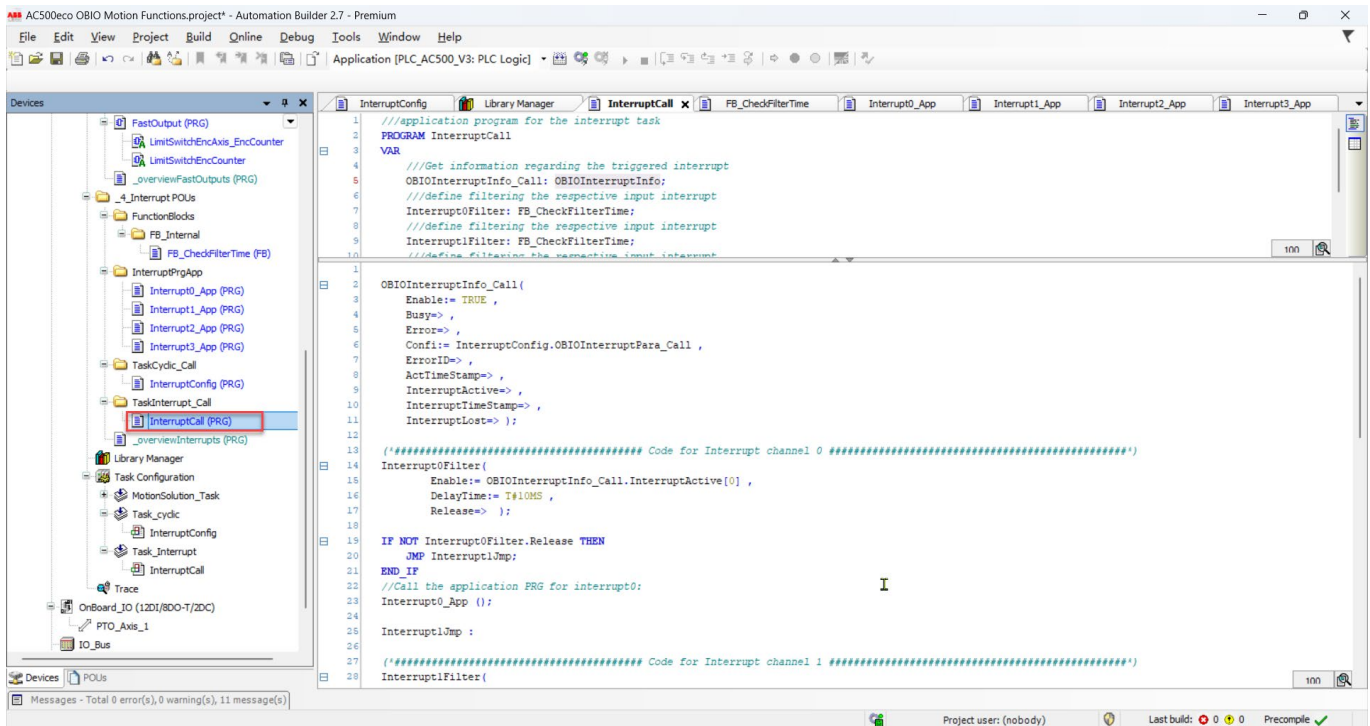 ABB AC500eco OBIO Motion Functions.project* - Automation Builder 2.7 - Premium
File Edit View Project Build Online Debug Tools Window Help
Application [PLC_AC500_V3: PLC Logic]
Devices
FastOutput (PRG)
LimitSwitchEncAxis_EncCounter
LimitSwitchEncCounter
_overviewFastOutputs (PRG)
_4_Interrupt POUs
FunctionBlocks
FB_Internal
FB_CheckFilterTime (FB)
InterruptPrgApp
Interrupt0_App (PRG)
Interrupt1_App (PRG)
Interrupt2_App (PRG)
Interrupt3_App (PRG)
TaskCyclic_Call
InterruptConfig (PRG)
TaskInterrupt_Call
InterruptCall (PRG)
_overviewInterrupts (PRG)
Library Manager
Task Configuration
MotionSolution_Task
Task_cyclic
InterruptConfig
Task_Interrupt
InterruptCall
Trace
OnBoard_IO (12DI/8DO-T/2DC)
PTO_Axis_1
IO_Bus
Devices POUs
InterruptConfig Library Manager InterruptCall FB_CheckFilterTime Interrupt0_App Interrupt1_App Interrupt2_App Interrupt3_App
1 ///application program for the interrupt task
2 PROGRAM InterruptCall
3 VAR
4 ///Get information regarding the triggered interrupt
5 OBIOInterruptInfo_Call: OBIOInterruptInfo;
6 ///define filtering the respective input interrupt
7 Interrupt0Filter: FB_CheckFilterTime;
8 ///define filtering the respective input interrupt
9 Interrupt1Filter: FB_CheckFilterTime;
10 ///define filtering the respective input interrupt
100
1
2 OBIOInterruptInfo_Call(
3 Enable:= TRUE ,
4 Busy=> ,
5 Error=> ,
6 Confi:= InterruptConfig.OBIOInterruptPara_Call ,
7 ErrorID=> ,
8 ActTimeStamp=> ,
9 InterruptActive=> ,
10 InterruptTimeStamp=> ,
11 InterruptLost=> );
12
13 (*######################################## Code for Interrupt channel 0 ################################################*)
14 Interrupt0Filter(
15 Enable:= OBIOInterruptInfo_Call.InterruptActive[0] ,
16 DelayTime:= T#10MS ,
17 Release=> );
18
19 IF NOT Interrupt0Filter.Release THEN
20 JMP Interrupt1Jmp;
21 END_IF
22 //Call the application PRG for interrupt0:
23 Interrupt0_App ();
24
25 Interrupt1Jmp :
26
27 (*######################################## Code for Interrupt channel 1 ################################################*)
28 Interrupt1Filter(
100
Messages - Total 0 error(s), 0 warning(s), 11 message(s)
Project user: (nobody) Last build: 0 0 Precompile